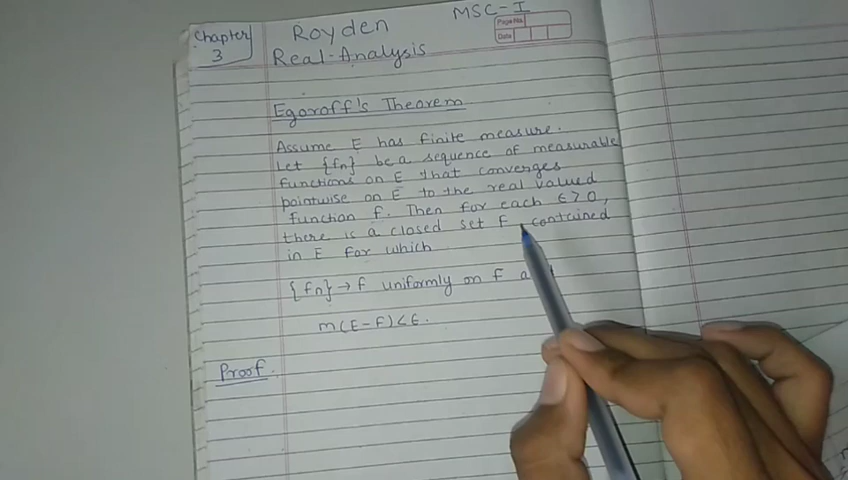 Chapter 3
Royden
MSC-I
Page No.
Date
Real-Analysis
Egoroff's Theorem
Assume E has finite measure.
Let {fn} be a sequence of measurable
functions on E that converges
pointwise on E to the real valued
function f. Then for each ε>0,
there is a closed set F contained
in E for which
{fn}→f uniformly on F
m(E-F)<ε.
Proof.